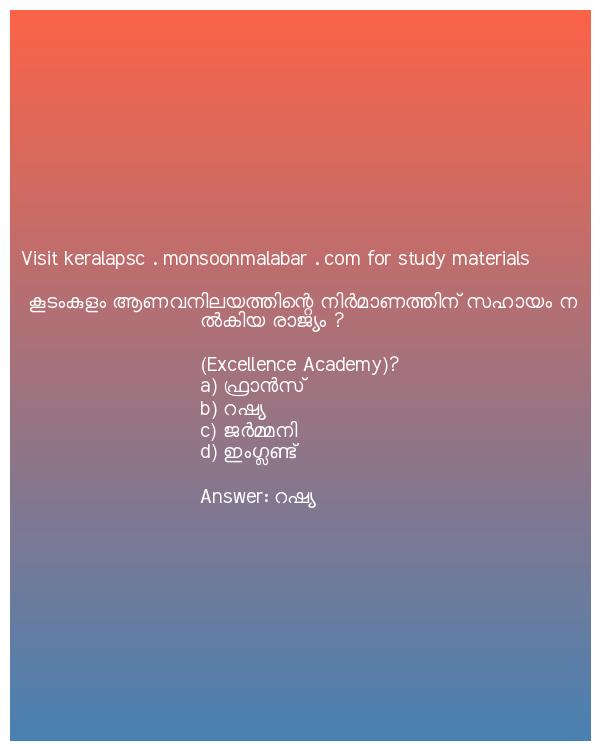 Visit keralapsc . monsoonmalabar . com for study materials
കൂടംകുളം ആണവനിലയത്തിന്റെ നിർമാണത്തിന് സഹായം ന
ൽകിയ രാജ്യം ?
(Excellence Academy)?
a) ഫ്രാൻസ്
b) റഷ്യ
c) ജർമ്മനി
d) ഇംഗ്ലണ്ട്
Answer: റഷ്യ